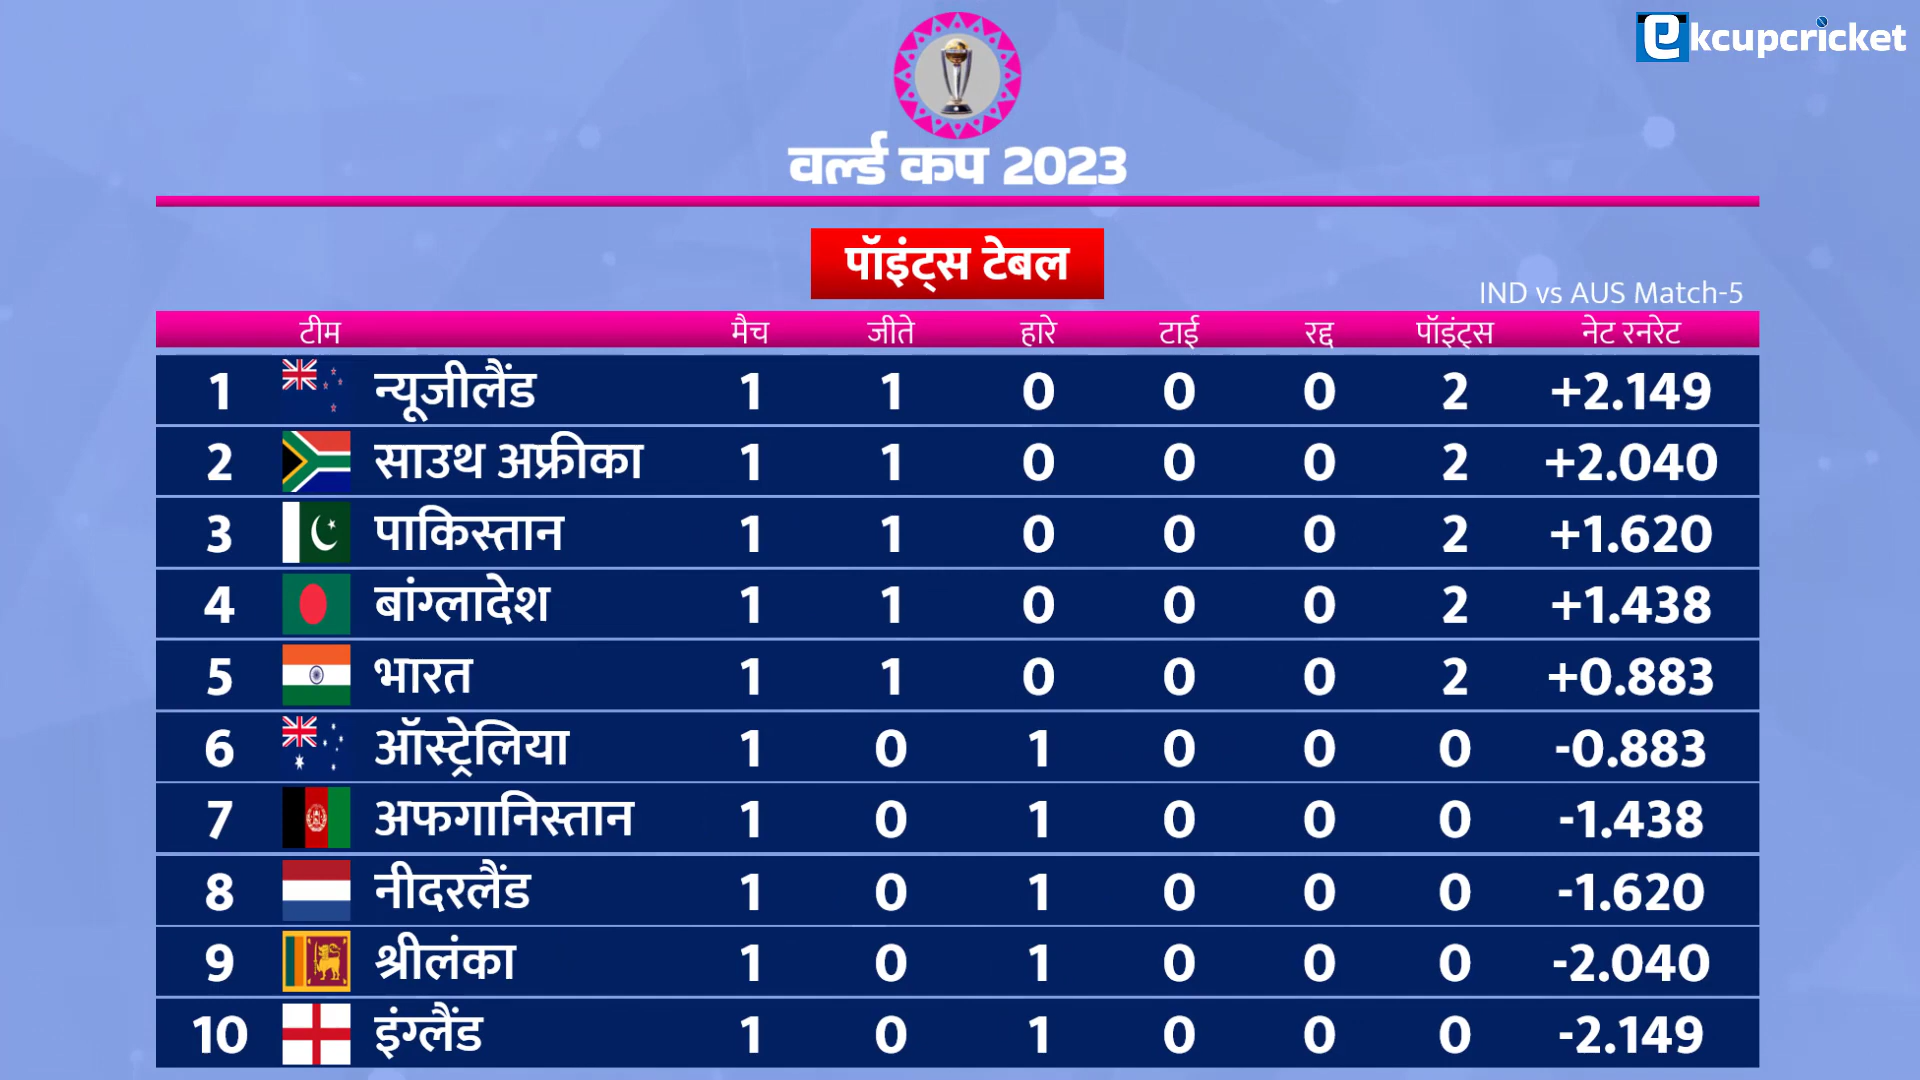 ekcupcricket
वर्ल्ड कप 2023
पॉइंट्स टेबल
IND vs AUS Match-5
टीम मैच जीते हारे टाई रद्द पॉइंट्स नेट रनरेट
1 न्यूजीलैंड 1 1 0 0 0 2 +2.149
2 साउथ अफ्रीका 1 1 0 0 0 2 +2.040
3 पाकिस्तान 1 1 0 0 0 2 +1.620
4 बांग्लादेश 1 1 0 0 0 2 +1.438
5 भारत 1 1 0 0 0 2 +0.883
6 ऑस्ट्रेलिया 1 0 1 0 0 0 -0.883
7 अफगानिस्तान 1 0 1 0 0 0 -1.438
8 नीदरलैंड 1 0 1 0 0 0 -1.620
9 श्रीलंका 1 0 1 0 0 0 -2.040
10 इंग्लैंड 1 0 1 0 0 0 -2.149